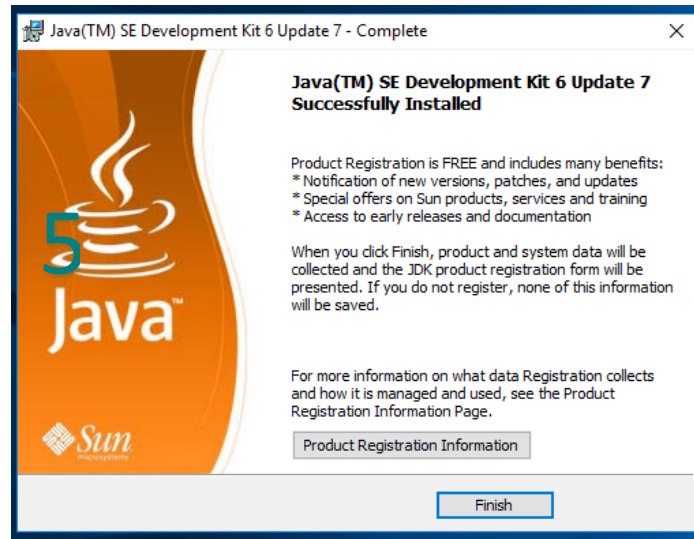 Java(TM) SE Development Kit 6 Update 7 - Complete
Java(TM) SE Development Kit 6 Update 7
Successfully Installed
Product Registration is FREE and includes many benefits:
* Notification of new versions, patches, and updates
* Special offers on Sun products, services and training
* Access to early releases and documentation
When you click Finish, product and system data will be
collected and the JDK product registration form will be
presented. If you do not register, none of this information
will be saved.
For more information on what data Registration collects
and how it is managed and used, see the Product
Registration Information Page.
Product Registration Information
Finish
5
Java™
Sun
microsystems